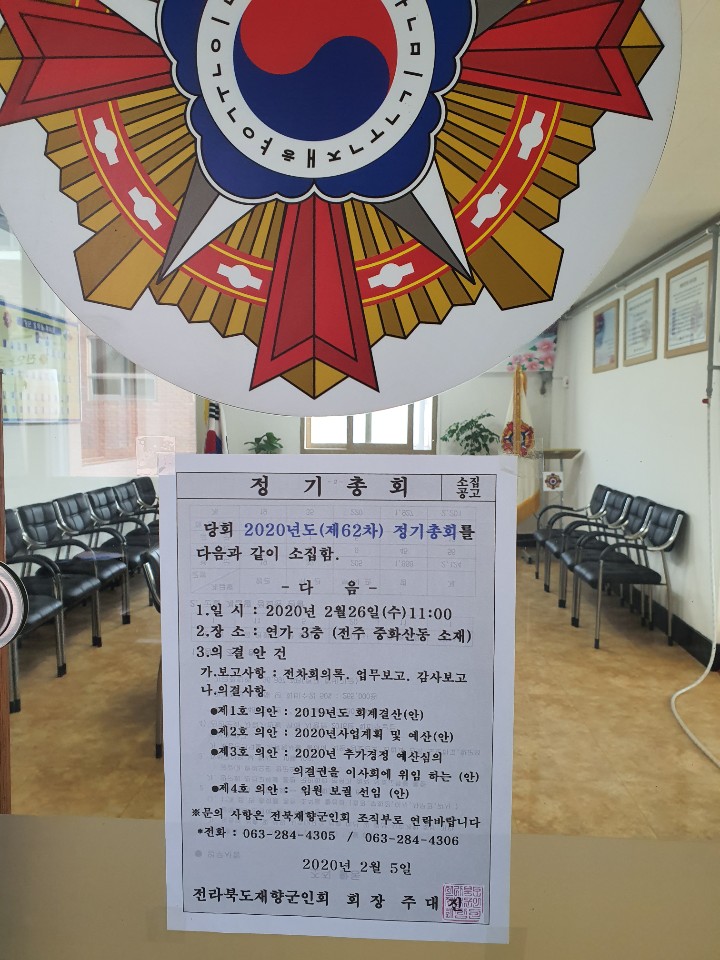 정 기 총 회
소집
공고
당회 2020년도(제62차) 정기총회를
다음과 같이 소집함.
- 다 음 -
1.일 시 : 2020년 2월26일(수)11:00
2.장 소 : 연가 3층 (전주 중화산동 소재)
3.의 결 안 건
가.보고사항 : 전차회의록. 업무보고. 감사보고
나.의결사항
●제1호 의안 : 2019년도 회계결산(안)
●제2호 의안 : 2020년사업계획 및 예산(안)
●제3호 의안 : 2020년 추가경정 예산심의
의결권을 이사회에 위임 하는 (안)
●제4호 의안 : 임원 보궐 선임 (안)
※문의 사항은 전북재향군인회 조직부로 연락바랍니다
*전화 : 063-284-4305 / 063-284-4306
2020년 2월 5일
전라북도재향군인회 회 장 주 대 진